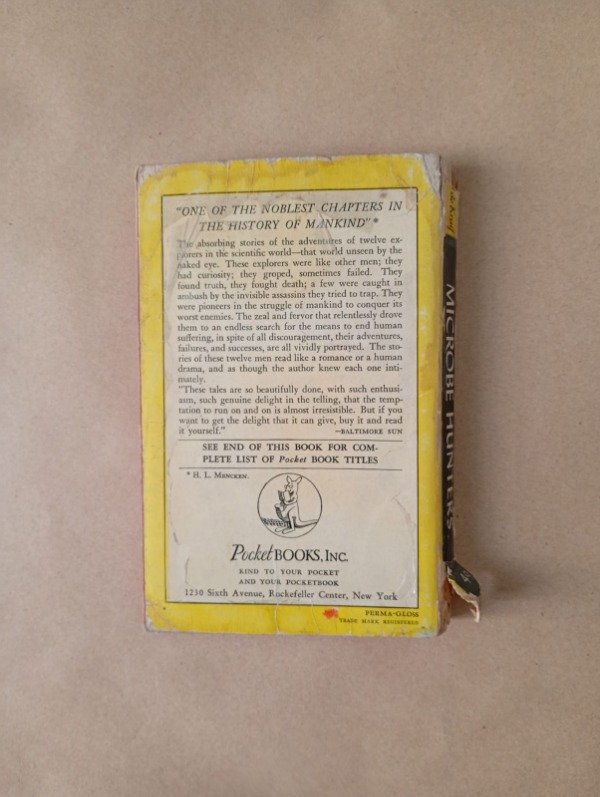 "ONE OF THE NOBLEST CHAPTERS IN
THE HISTORY OF MANKIND"*
The absorbing stories of the adventures of twelve ex-
plorers in the scientific world—that world unseen by the
naked eye. These explorers were like other men; they
had curiosity; they groped, sometimes failed. They
found truth, they fought death; a few were caught in
ambush by the invisible assassins they tried to trap. They
were pioneers in the struggle of mankind to conquer its
worst enemies. The zeal and fervor that relentlessly drove
them to an endless search for the means to end human
suffering, in spite of all discouragement, their adventures,
failures, and successes, are all vividly portrayed. The sto-
ries of these twelve men read like a romance or a human
drama, and as though the author knew each one inti-
mately.
"These tales are so beautifully done, with such enthusi-
asm, such genuine delight in the telling, that the temp-
tation to run on and on is almost irresistible. But if you
want to get the delight that it can give, buy it and read
it yourself."
—BALTIMORE SUN
SEE END OF THIS BOOK FOR COM-
PLETE LIST OF Pocket BOOK TITLES
* H. L. MENCKEN.
PocketBOOKS, INC.
KIND TO YOUR POCKET
AND YOUR POCKETBOOK
1230 Sixth Avenue, Rockefeller Center, New York
PERMA-GLOSS
TRADE MARK REGISTERED
de Kruif
MICROBE HUNTERS